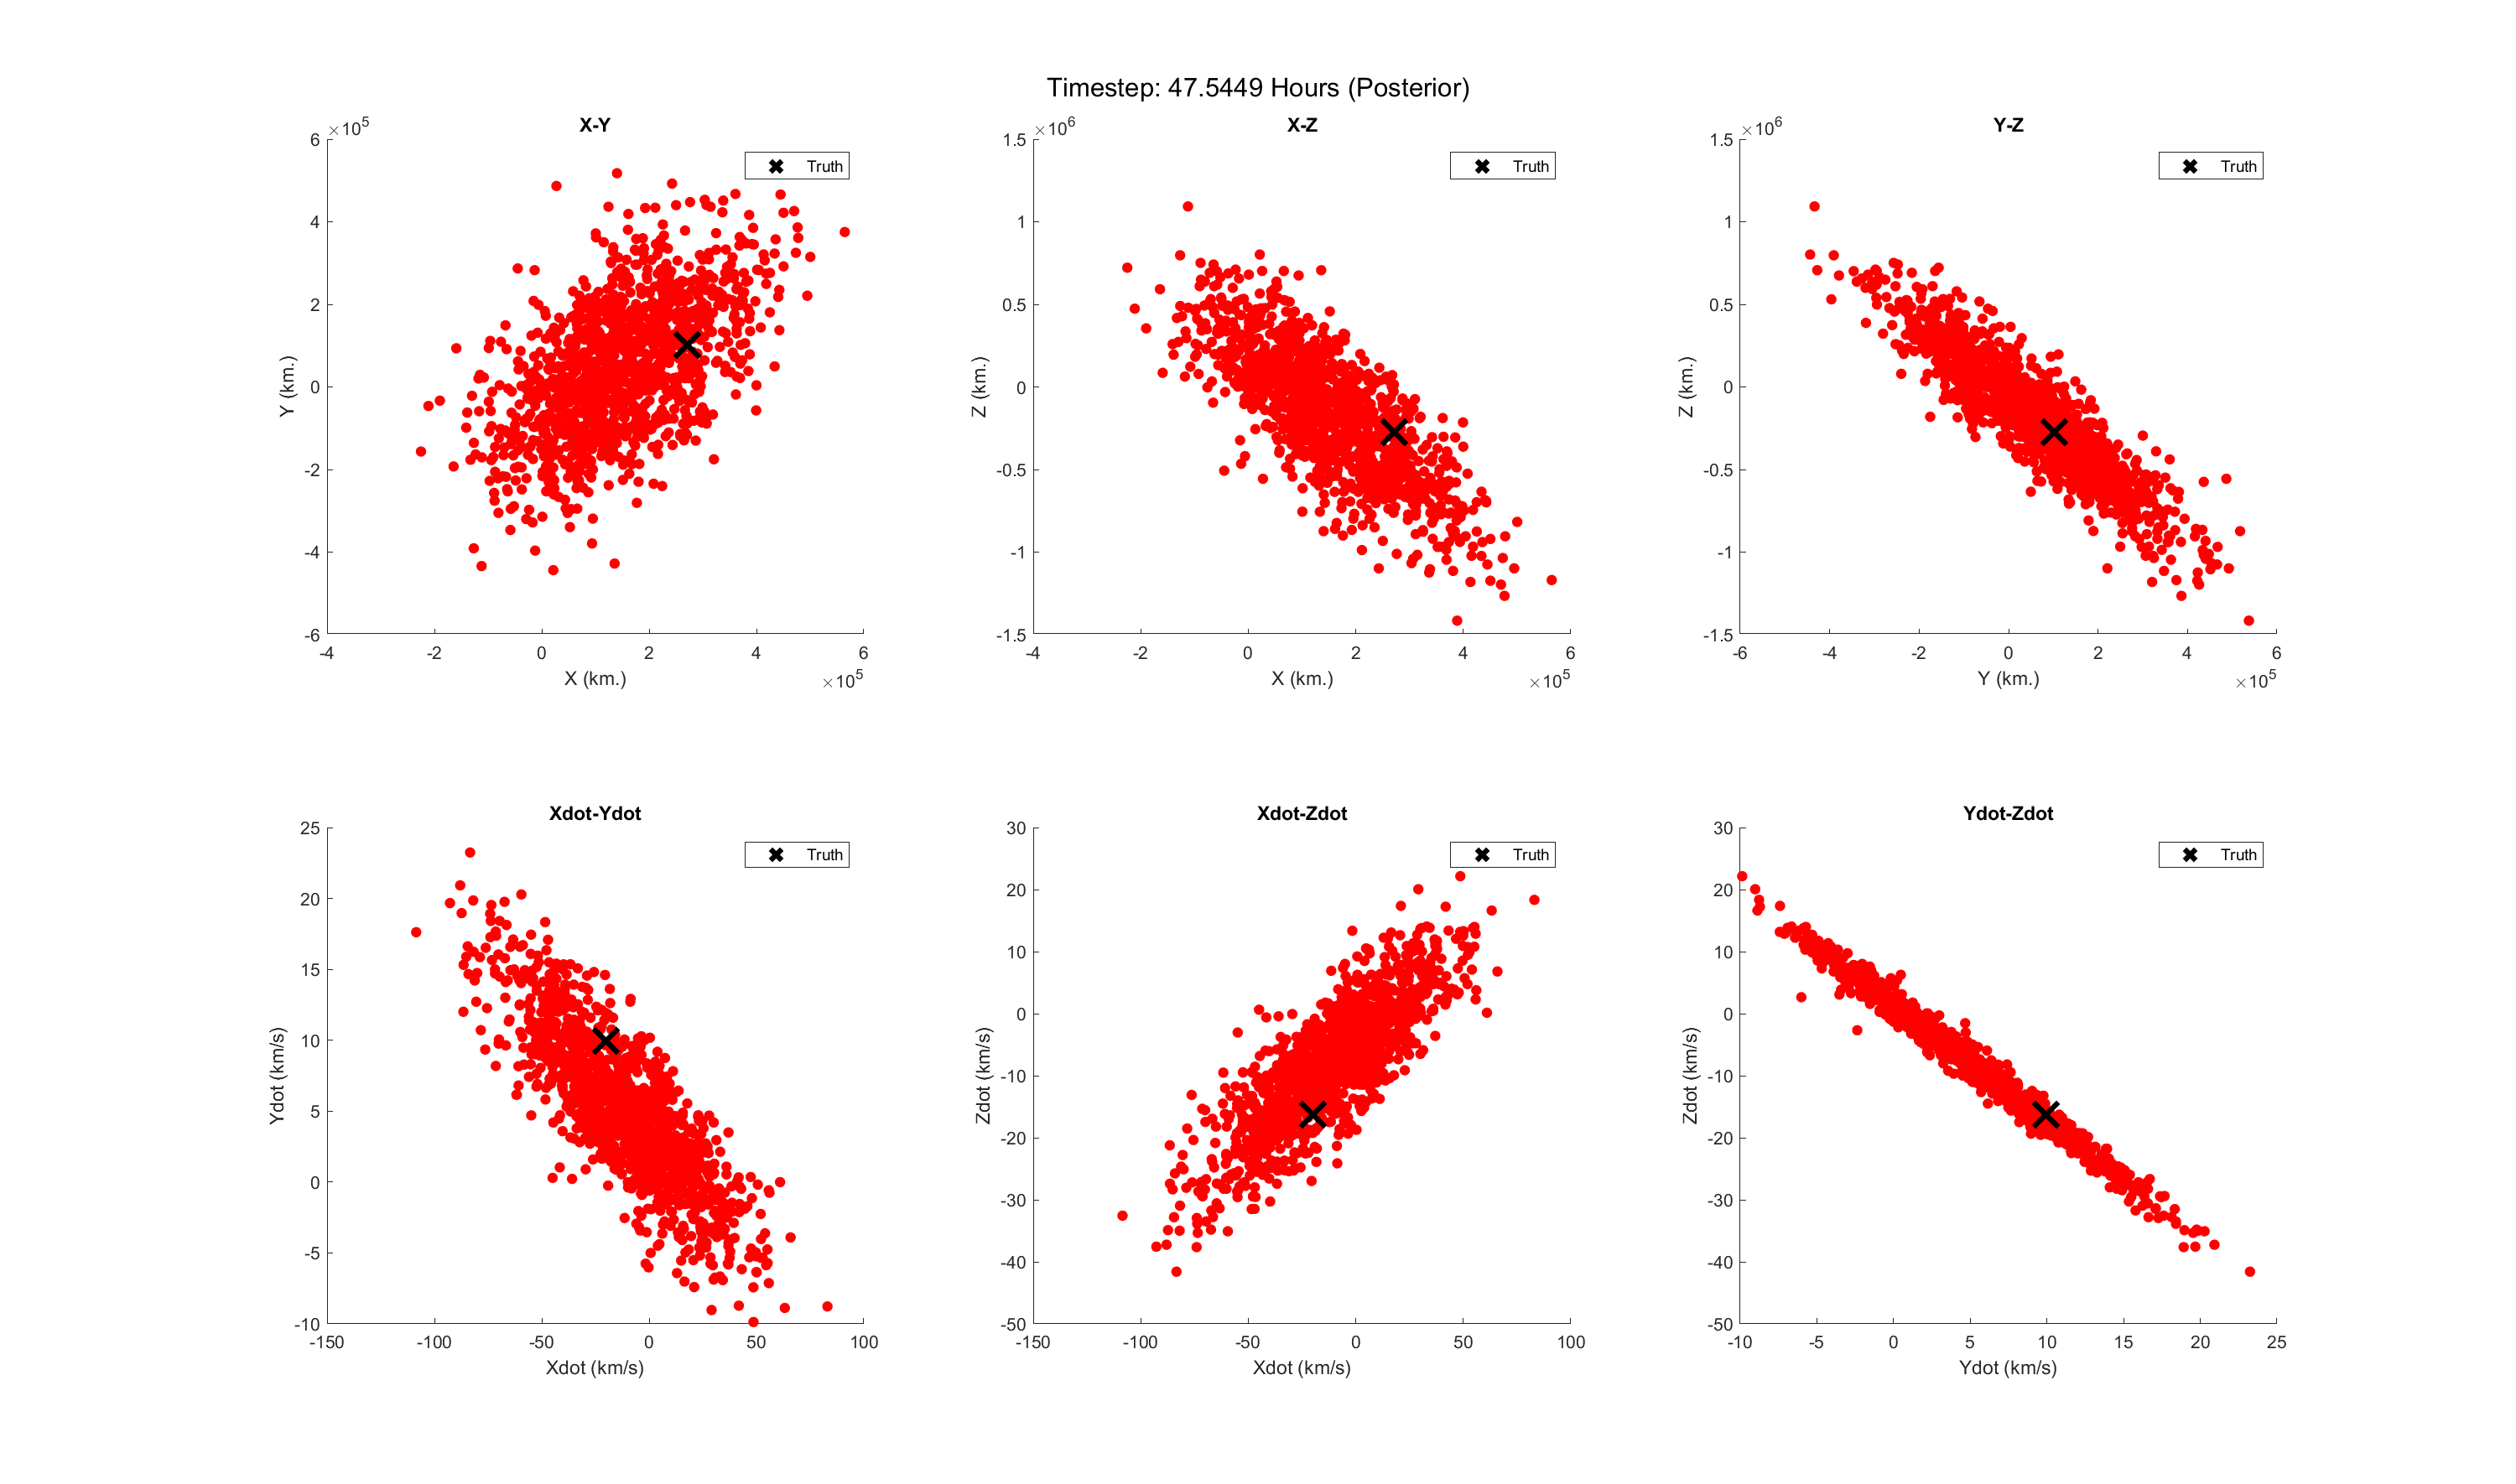 Timestep: 47.5449 Hours (Posterior)
X-Y
×10^5
Truth
6
4
2
0
-2
-4
-6
Y (km.)
-4 -2 0 2 4 6
X (km.)
×10^5
X-Z
×10^6
Truth
1.5
1
0.5
0
-0.5
-1
-1.5
Z (km.)
-4 -2 0 2 4 6
X (km.)
×10^5
Y-Z
×10^6
Truth
1.5
1
0.5
0
-0.5
-1
-1.5
Z (km.)
-6 -4 -2 0 2 4 6
Y (km.)
×10^5
Xdot-Ydot
Truth
25
20
15
10
5
0
-5
-10
Ydot (km/s)
-150 -100 -50 0 50 100
Xdot (km/s)
Xdot-Zdot
Truth
30
20
10
0
-10
-20
-30
-40
-50
Zdot (km/s)
-150 -100 -50 0 50 100
Xdot (km/s)
Ydot-Zdot
Truth
30
20
10
0
-10
-20
-30
-40
-50
Zdot (km/s)
-10 -5 0 5 10 15 20 25
Ydot (km/s)